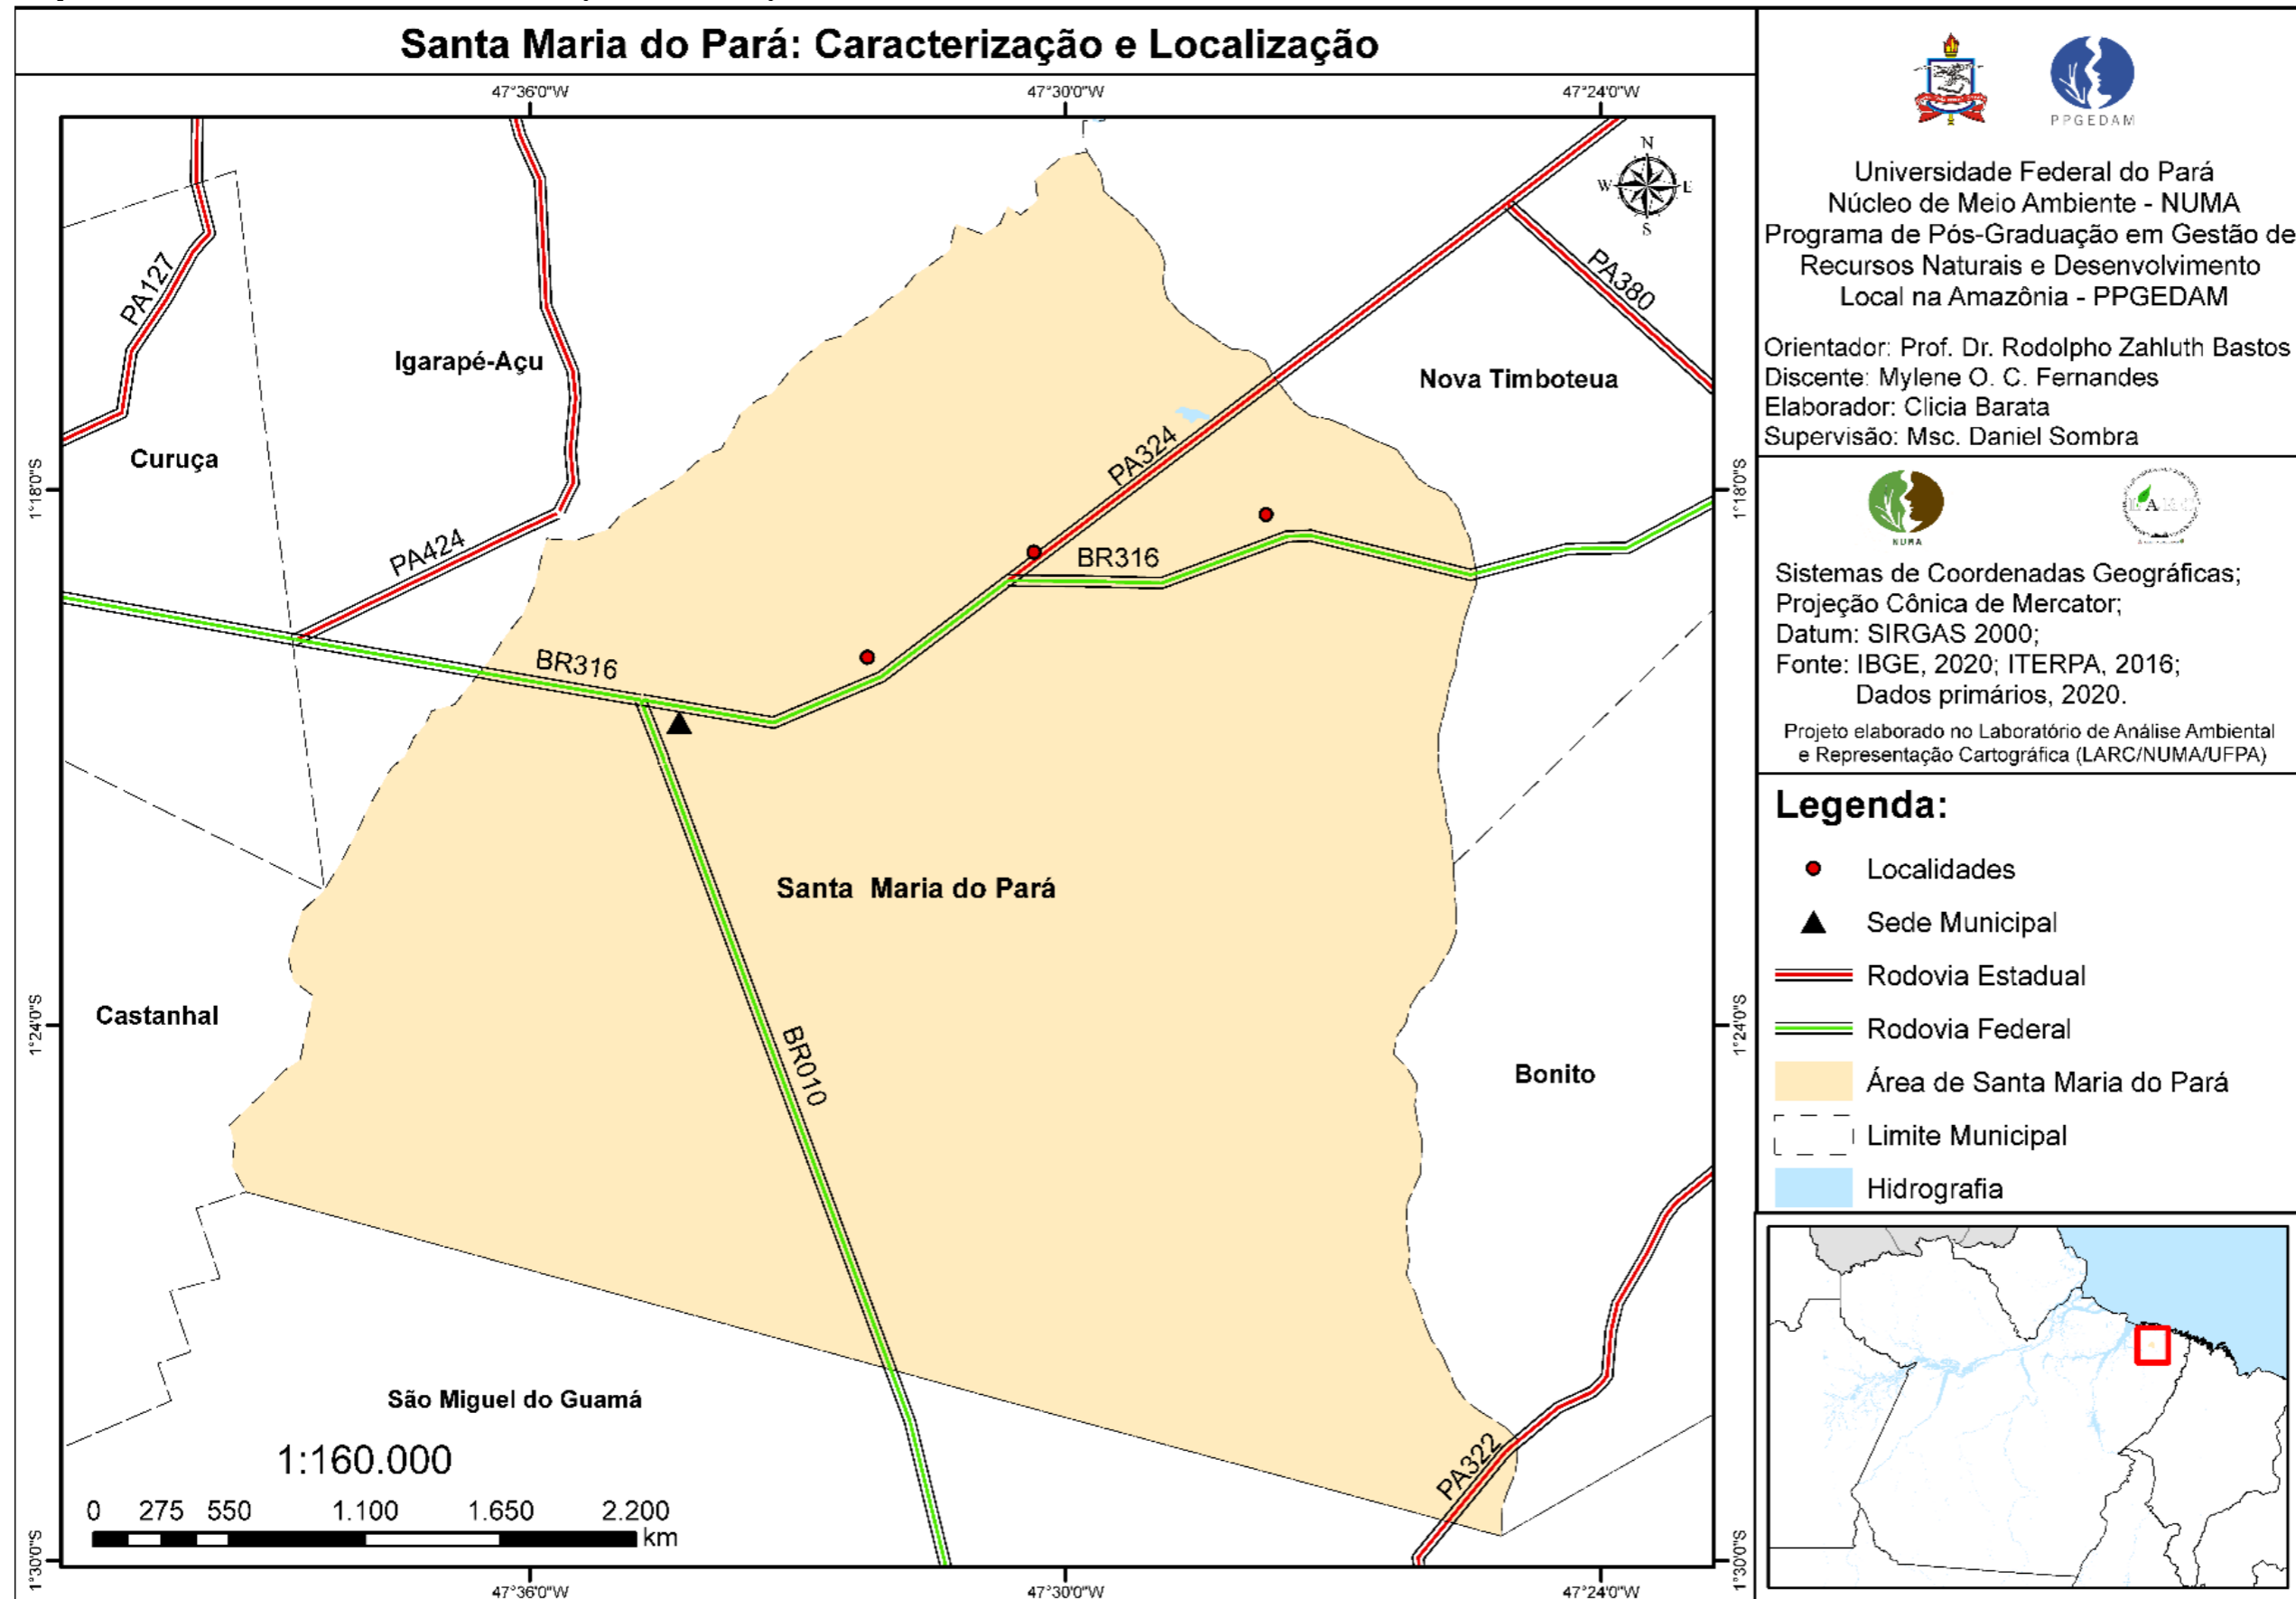 Santa Maria do Pará: Caracterização e Localização
47°36'0"W
47°30'0"W
47°24'0"W
N
W
E
S
PA127
Igarapé-Açu
PA380
Nova Timboteua
Curuça
PA324
1°18'0"S
1°18'0"S
PA424
BR316
BR316
Santa Maria do Pará
Castanhal
1°24'0"S
1°24'0"S
BR010
Bonito
São Miguel do Guamá
PA322
1:160.000
0 275 550 1.100 1.650 2.200
km
1°30'0"S
1°30'0"S
47°36'0"W
47°30'0"W
47°24'0"W
PPGEDAM
Universidade Federal do Pará
Núcleo de Meio Ambiente - NUMA
Programa de Pós-Graduação em Gestão de
Recursos Naturais e Desenvolvimento
Local na Amazônia - PPGEDAM
Orientador: Prof. Dr. Rodolpho Zahluth Bastos
Discente: Mylene O. C. Fernandes
Elaborador: Clicia Barata
Supervisão: Msc. Daniel Sombra
NUMA
Sistemas de Coordenadas Geográficas;
Projeção Cônica de Mercator;
Datum: SIRGAS 2000;
Fonte: IBGE, 2020; ITERPA, 2016;
Dados primários, 2020.
Projeto elaborado no Laboratório de Análise Ambiental
e Representação Cartográfica (LARC/NUMA/UFPA)
Legenda:
Localidades
Sede Municipal
Rodovia Estadual
Rodovia Federal
Área de Santa Maria do Pará
Limite Municipal
Hidrografia